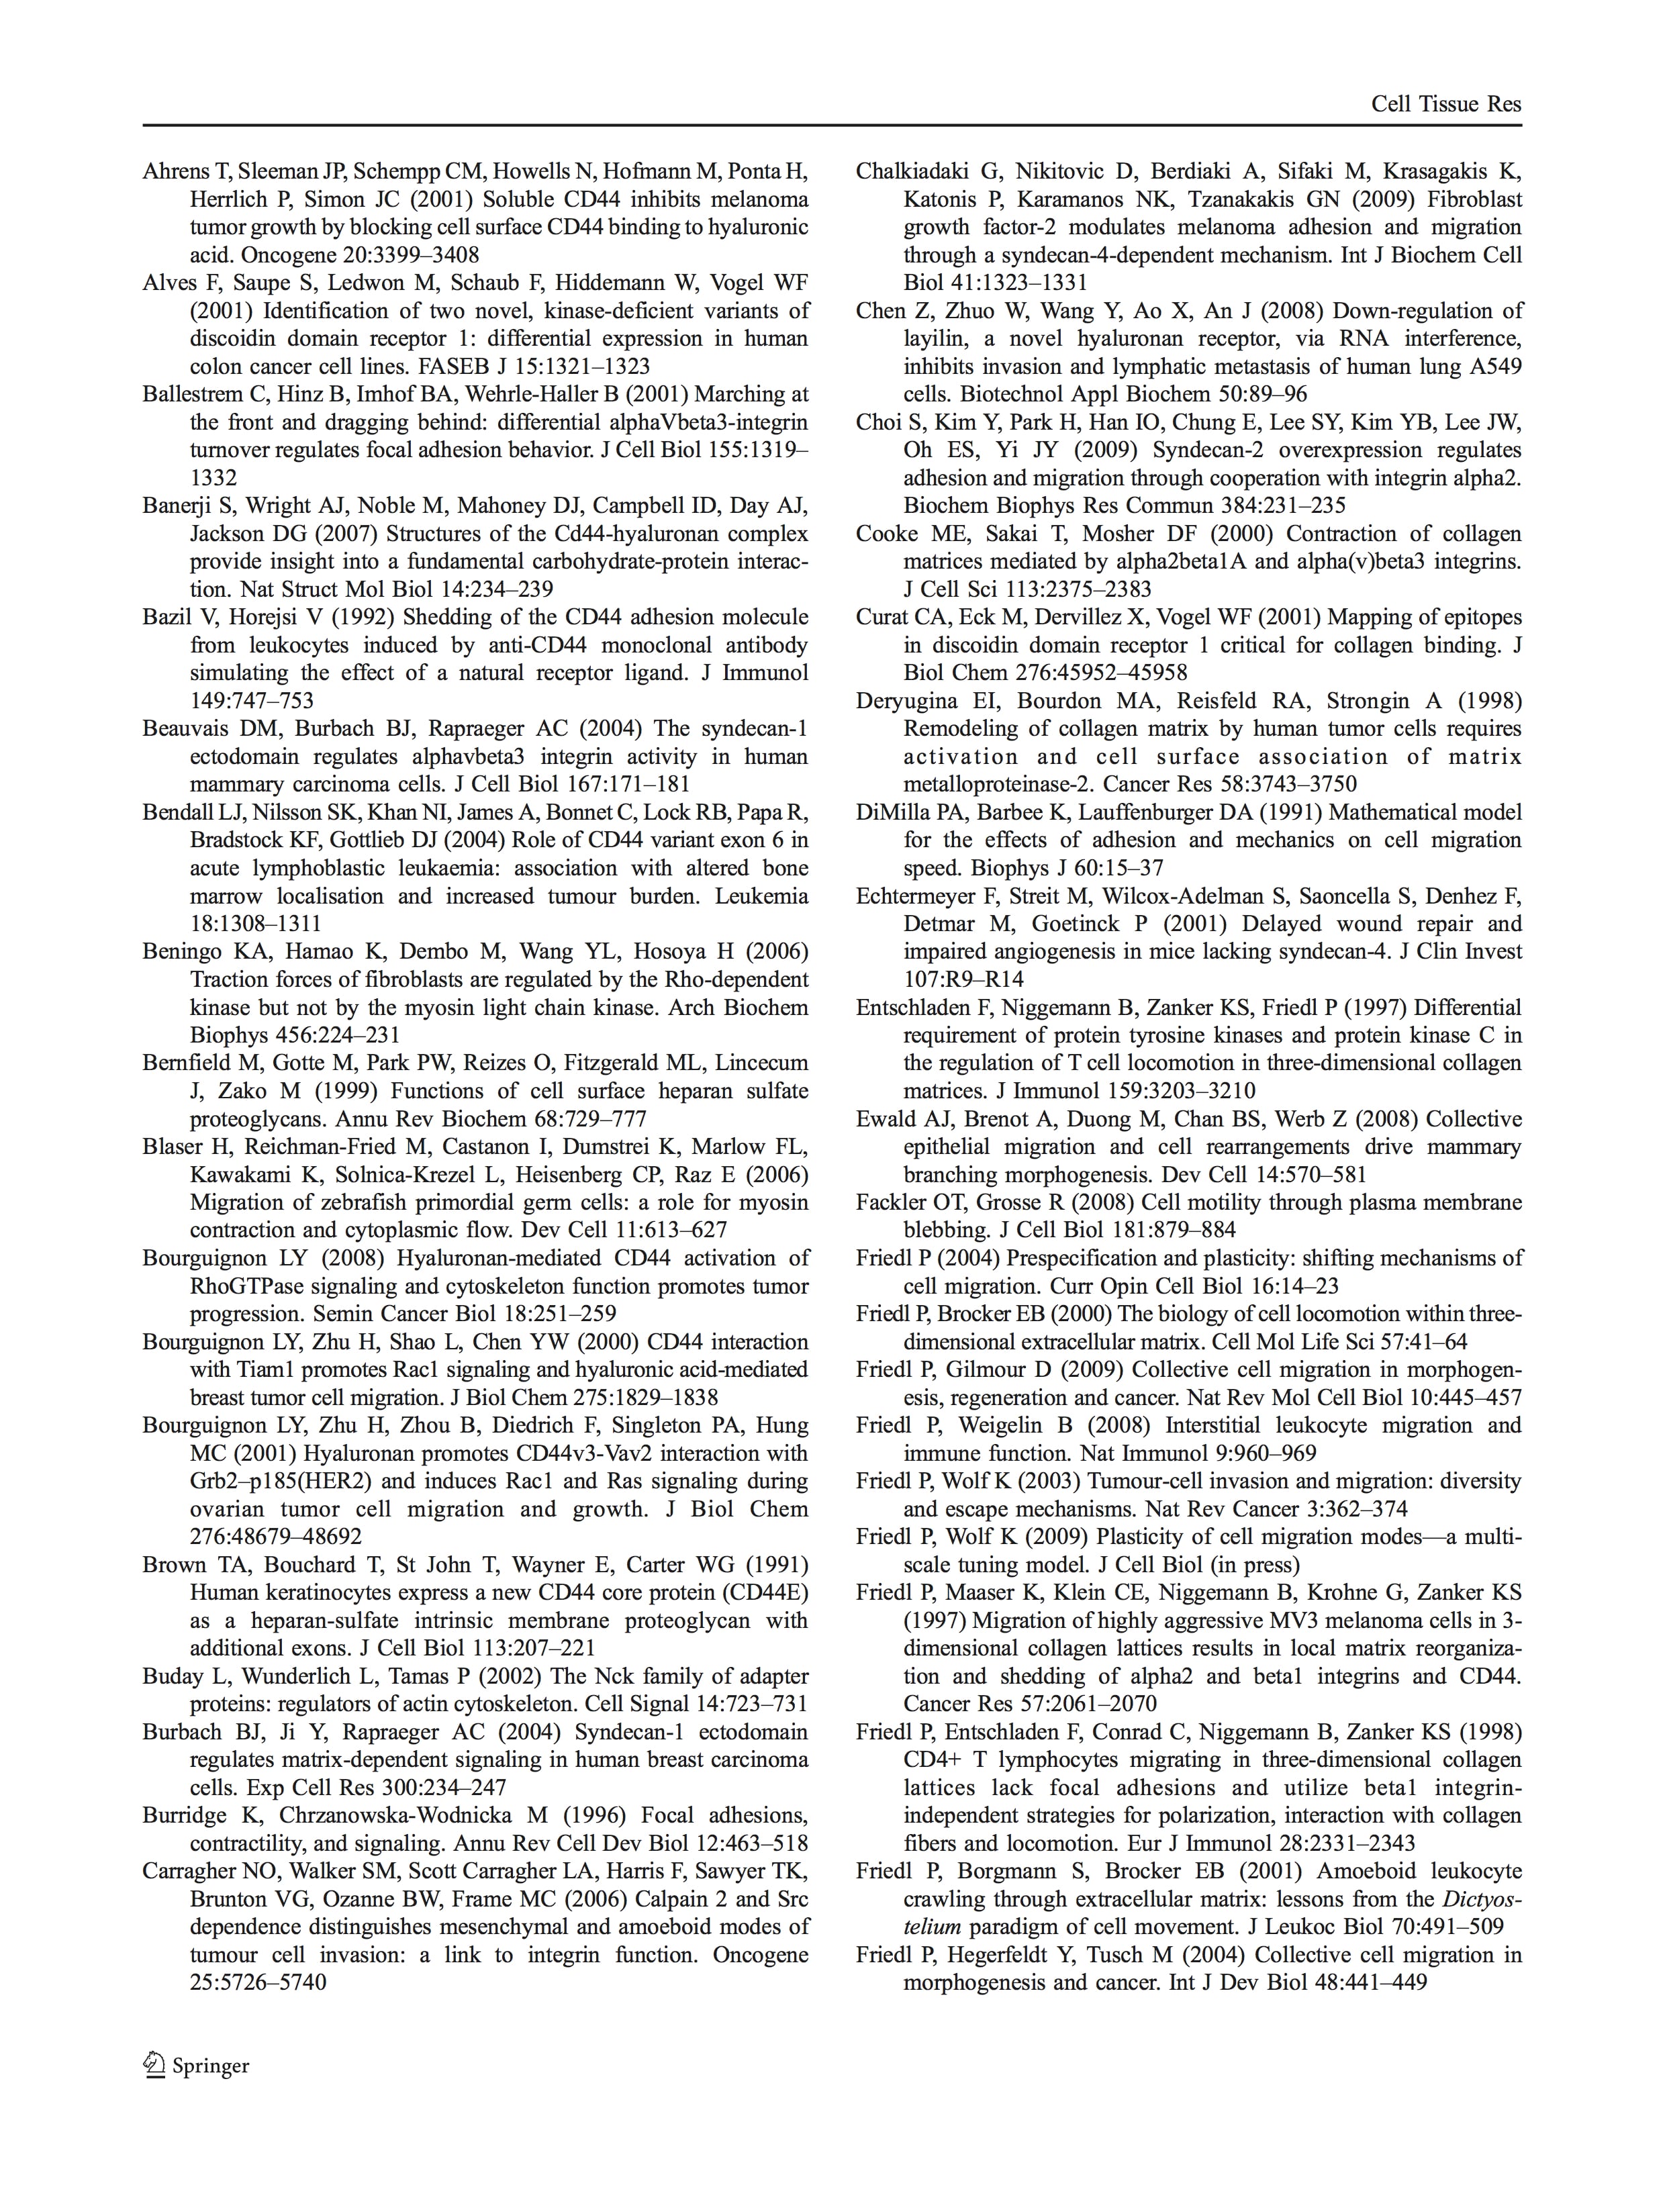 Cell Tissue Res
Ahrens T, Sleeman JP, Schempp CM, Howells N, Hofmann M, Ponta H,
Herrlich P, Simon JC (2001) Soluble CD44 inhibits melanoma
tumor growth by blocking cell surface CD44 binding to hyaluronic
acid. Oncogene 20:3399–3408
Alves F, Saupe S, Ledwon M, Schaub F, Hiddemann W, Vogel WF
(2001) Identification of two novel, kinase-deficient variants of
discoidin domain receptor 1: differential expression in human
colon cancer cell lines. FASEB J 15:1321–1323
Ballestrem C, Hinz B, Imhof BA, Wehrle-Haller B (2001) Marching at
the front and dragging behind: differential alphaVbeta3-integrin
turnover regulates focal adhesion behavior. J Cell Biol 155:1319–
1332
Banerji S, Wright AJ, Noble M, Mahoney DJ, Campbell ID, Day AJ,
Jackson DG (2007) Structures of the Cd44-hyaluronan complex
provide insight into a fundamental carbohydrate-protein interac-
tion. Nat Struct Mol Biol 14:234–239
Bazil V, Horejsi V (1992) Shedding of the CD44 adhesion molecule
from leukocytes induced by anti-CD44 monoclonal antibody
simulating the effect of a natural receptor ligand. J Immunol
149:747–753
Beauvais DM, Burbach BJ, Rapraeger AC (2004) The syndecan-1
ectodomain regulates alphavbeta3 integrin activity in human
mammary carcinoma cells. J Cell Biol 167:171–181
Bendall LJ, Nilsson SK, Khan NI, James A, Bonnet C, Lock RB, Papa R,
Bradstock KF, Gottlieb DJ (2004) Role of CD44 variant exon 6 in
acute lymphoblastic leukaemia: association with altered bone
marrow localisation and increased tumour burden. Leukemia
18:1308–1311
Beningo KA, Hamao K, Dembo M, Wang YL, Hosoya H (2006)
Traction forces of fibroblasts are regulated by the Rho-dependent
kinase but not by the myosin light chain kinase. Arch Biochem
Biophys 456:224–231
Bernfield M, Gotte M, Park PW, Reizes O, Fitzgerald ML, Lincecum
J, Zako M (1999) Functions of cell surface heparan sulfate
proteoglycans. Annu Rev Biochem 68:729–777
Blaser H, Reichman-Fried M, Castanon I, Dumstrei K, Marlow FL,
Kawakami K, Solnica-Krezel L, Heisenberg CP, Raz E (2006)
Migration of zebrafish primordial germ cells: a role for myosin
contraction and cytoplasmic flow. Dev Cell 11:613–627
Bourguignon LY (2008) Hyaluronan-mediated CD44 activation of
RhoGTPase signaling and cytoskeleton function promotes tumor
progression. Semin Cancer Biol 18:251–259
Bourguignon LY, Zhu H, Shao L, Chen YW (2000) CD44 interaction
with Tiam1 promotes Rac1 signaling and hyaluronic acid-mediated
breast tumor cell migration. J Biol Chem 275:1829–1838
Bourguignon LY, Zhu H, Zhou B, Diedrich F, Singleton PA, Hung
MC (2001) Hyaluronan promotes CD44v3-Vav2 interaction with
Grb2–p185(HER2) and induces Rac1 and Ras signaling during
ovarian tumor cell migration and growth. J Biol Chem
276:48679–48692
Brown TA, Bouchard T, St John T, Wayner E, Carter WG (1991)
Human keratinocytes express a new CD44 core protein (CD44E)
as a heparan-sulfate intrinsic membrane proteoglycan with
additional exons. J Cell Biol 113:207–221
Buday L, Wunderlich L, Tamas P (2002) The Nck family of adapter
proteins: regulators of actin cytoskeleton. Cell Signal 14:723–731
Burbach BJ, Ji Y, Rapraeger AC (2004) Syndecan-1 ectodomain
regulates matrix-dependent signaling in human breast carcinoma
cells. Exp Cell Res 300:234–247
Burridge K, Chrzanowska-Wodnicka M (1996) Focal adhesions,
contractility, and signaling. Annu Rev Cell Dev Biol 12:463–518
Carragher NO, Walker SM, Scott Carragher LA, Harris F, Sawyer TK,
Brunton VG, Ozanne BW, Frame MC (2006) Calpain 2 and Src
dependence distinguishes mesenchymal and amoeboid modes of
tumour cell invasion: a link to integrin function. Oncogene
25:5726–5740
Chalkiadaki G, Nikitovic D, Berdiaki A, Sifaki M, Krasagakis K,
Katonis P, Karamanos NK, Tzanakakis GN (2009) Fibroblast
growth factor-2 modulates melanoma adhesion and migration
through a syndecan-4-dependent mechanism. Int J Biochem Cell
Biol 41:1323–1331
Chen Z, Zhuo W, Wang Y, Ao X, An J (2008) Down-regulation of
layilin, a novel hyaluronan receptor, via RNA interference,
inhibits invasion and lymphatic metastasis of human lung A549
cells. Biotechnol Appl Biochem 50:89–96
Choi S, Kim Y, Park H, Han IO, Chung E, Lee SY, Kim YB, Lee JW,
Oh ES, Yi JY (2009) Syndecan-2 overexpression regulates
adhesion and migration through cooperation with integrin alpha2.
Biochem Biophys Res Commun 384:231–235
Cooke ME, Sakai T, Mosher DF (2000) Contraction of collagen
matrices mediated by alpha2beta1A and alpha(v)beta3 integrins.
J Cell Sci 113:2375–2383
Curat CA, Eck M, Dervillez X, Vogel WF (2001) Mapping of epitopes
in discoidin domain receptor 1 critical for collagen binding. J
Biol Chem 276:45952–45958
Deryugina EI, Bourdon MA, Reisfeld RA, Strongin A (1998)
Remodeling of collagen matrix by human tumor cells requires
activation and cell surface association of matrix
metalloproteinase-2. Cancer Res 58:3743–3750
DiMilla PA, Barbee K, Lauffenburger DA (1991) Mathematical model
for the effects of adhesion and mechanics on cell migration
speed. Biophys J 60:15–37
Echtermeyer F, Streit M, Wilcox-Adelman S, Saoncella S, Denhez F,
Detmar M, Goetinck P (2001) Delayed wound repair and
impaired angiogenesis in mice lacking syndecan-4. J Clin Invest
107:R9–R14
Entschladen F, Niggemann B, Zanker KS, Friedl P (1997) Differential
requirement of protein tyrosine kinases and protein kinase C in
the regulation of T cell locomotion in three-dimensional collagen
matrices. J Immunol 159:3203–3210
Ewald AJ, Brenot A, Duong M, Chan BS, Werb Z (2008) Collective
epithelial migration and cell rearrangements drive mammary
branching morphogenesis. Dev Cell 14:570–581
Fackler OT, Grosse R (2008) Cell motility through plasma membrane
blebbing. J Cell Biol 181:879–884
Friedl P (2004) Prespecification and plasticity: shifting mechanisms of
cell migration. Curr Opin Cell Biol 16:14–23
Friedl P, Brocker EB (2000) The biology of cell locomotion within three-
dimensional extracellular matrix. Cell Mol Life Sci 57:41–64
Friedl P, Gilmour D (2009) Collective cell migration in morphogen-
esis, regeneration and cancer. Nat Rev Mol Cell Biol 10:445–457
Friedl P, Weigelin B (2008) Interstitial leukocyte migration and
immune function. Nat Immunol 9:960–969
Friedl P, Wolf K (2003) Tumour-cell invasion and migration: diversity
and escape mechanisms. Nat Rev Cancer 3:362–374
Friedl P, Wolf K (2009) Plasticity of cell migration modes—a multi-
scale tuning model. J Cell Biol (in press)
Friedl P, Maaser K, Klein CE, Niggemann B, Krohne G, Zanker KS
(1997) Migration of highly aggressive MV3 melanoma cells in 3-
dimensional collagen lattices results in local matrix reorganiza-
tion and shedding of alpha2 and beta1 integrins and CD44.
Cancer Res 57:2061–2070
Friedl P, Entschladen F, Conrad C, Niggemann B, Zanker KS (1998)
CD4+ T lymphocytes migrating in three-dimensional collagen
lattices lack focal adhesions and utilize beta1 integrin-
independent strategies for polarization, interaction with collagen
fibers and locomotion. Eur J Immunol 28:2331–2343
Friedl P, Borgmann S, Brocker EB (2001) Amoeboid leukocyte
crawling through extracellular matrix: lessons from the Dictyos-
telium paradigm of cell movement. J Leukoc Biol 70:491–509
Friedl P, Hegerfeldt Y, Tusch M (2004) Collective cell migration in
morphogenesis and cancer. Int J Dev Biol 48:441–449
Springer